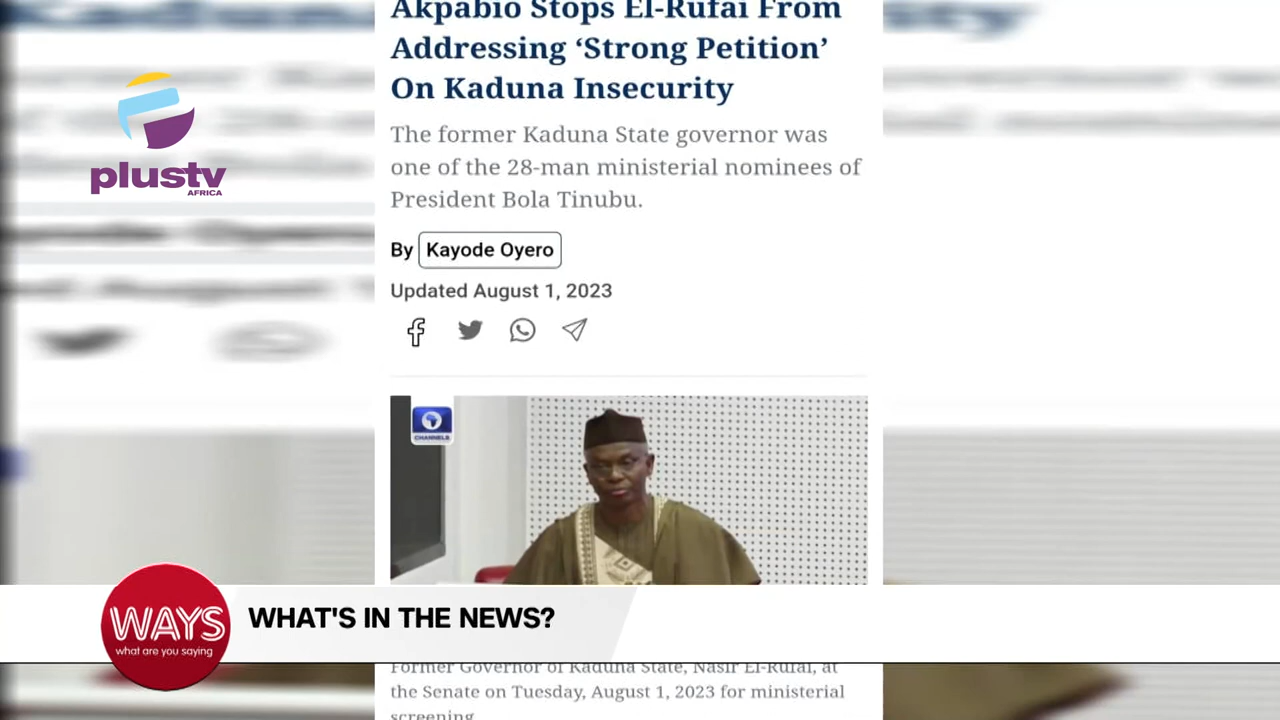 Akpabio Stops El-Rufai From
Addressing ‘Strong Petition’
On Kaduna Insecurity
The former Kaduna State governor was
one of the 28-man ministerial nominees of
President Bola Tinubu.
By Kayode Oyero
Updated August 1, 2023
CHANNELS
plustv
AFRICA
WAYS
what are you saying
WHAT'S IN THE NEWS?
Former Governor of Kaduna State, Nasir El-Rufai, at
the Senate on Tuesday, August 1, 2023 for ministerial
screening